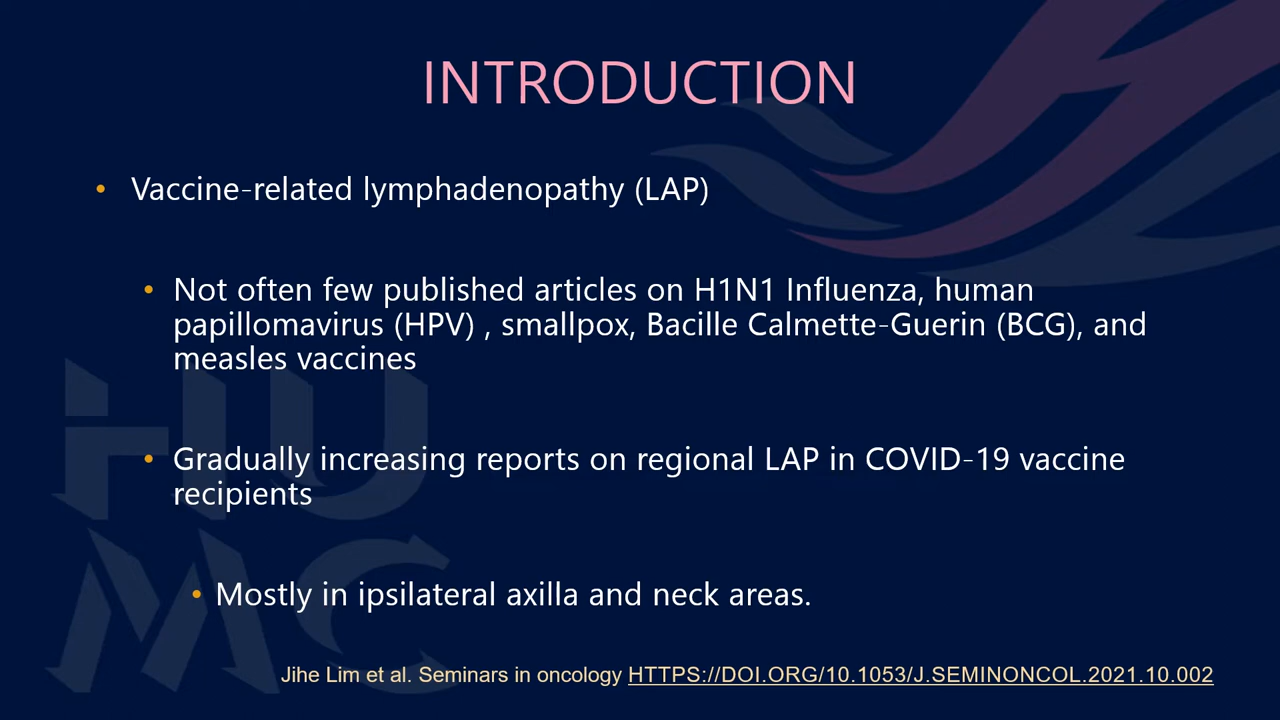 INTRODUCTION
• Vaccine-related lymphadenopathy (LAP)
• Not often few published articles on H1N1 Influenza, human
papillomavirus (HPV) , smallpox, Bacille Calmette-Guerin (BCG), and
measles vaccines
• Gradually increasing reports on regional LAP in COVID-19 vaccine
recipients
• Mostly in ipsilateral axilla and neck areas.
Jihe Lim et al. Seminars in oncology HTTPS://DOI.ORG/10.1053/J.SEMINONCOL.2021.10.002
HU
MC